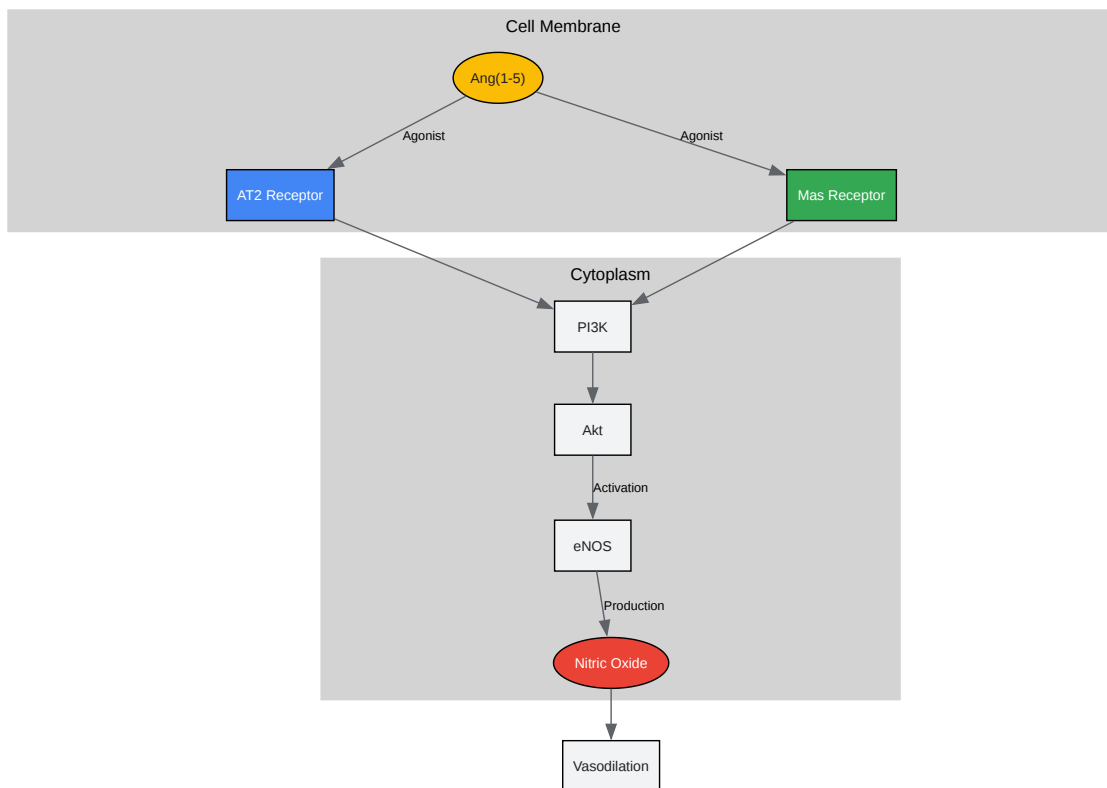 Cell Membrane
Ang(1-5)
Agonist
Agonist
AT2 Receptor
Mas Receptor
Cytoplasm
PI3K
Akt
Activation
eNOS
Production
Nitric Oxide
Vasodilation